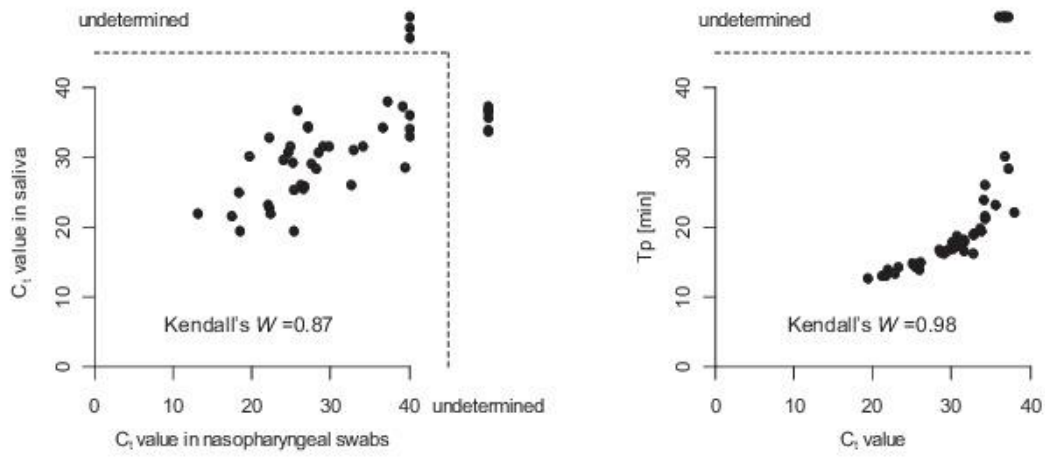 undetermined
40
30
20
10
0
Ct value in saliva
Kendall's W =0.87
0 10 20 30 40 undetermined
Ct value in nasopharyngeal swabs
undetermined
40
30
20
10
0
Tp [min]
Kendall's W =0.98
0 10 20 30 40
Ct value